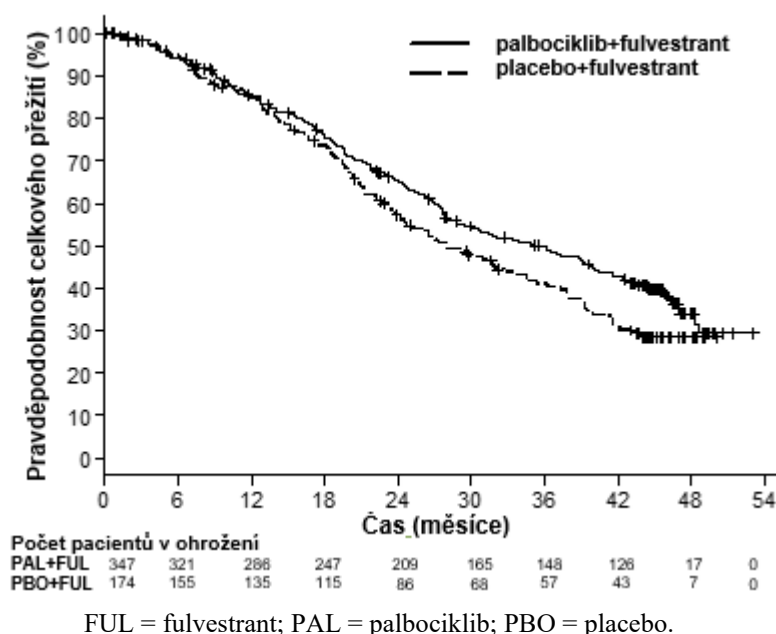 Pravděpodobnost celkového přežití (%)
100
90
80
70
60
50
40
30
20
10
0
palbociklib+fulvestrant
placebo+fulvestrant
0 6 12 18 24 30 36 42 48 54
Čas (měsíce)
Počet pacientů v ohrožení
PAL+FUL 347 321 286 247 209 165 148 126 17 0
PBO+FUL 174 155 135 115 86 68 57 43 7 0
FUL = fulvestrant; PAL = palbociklib; PBO = placebo.